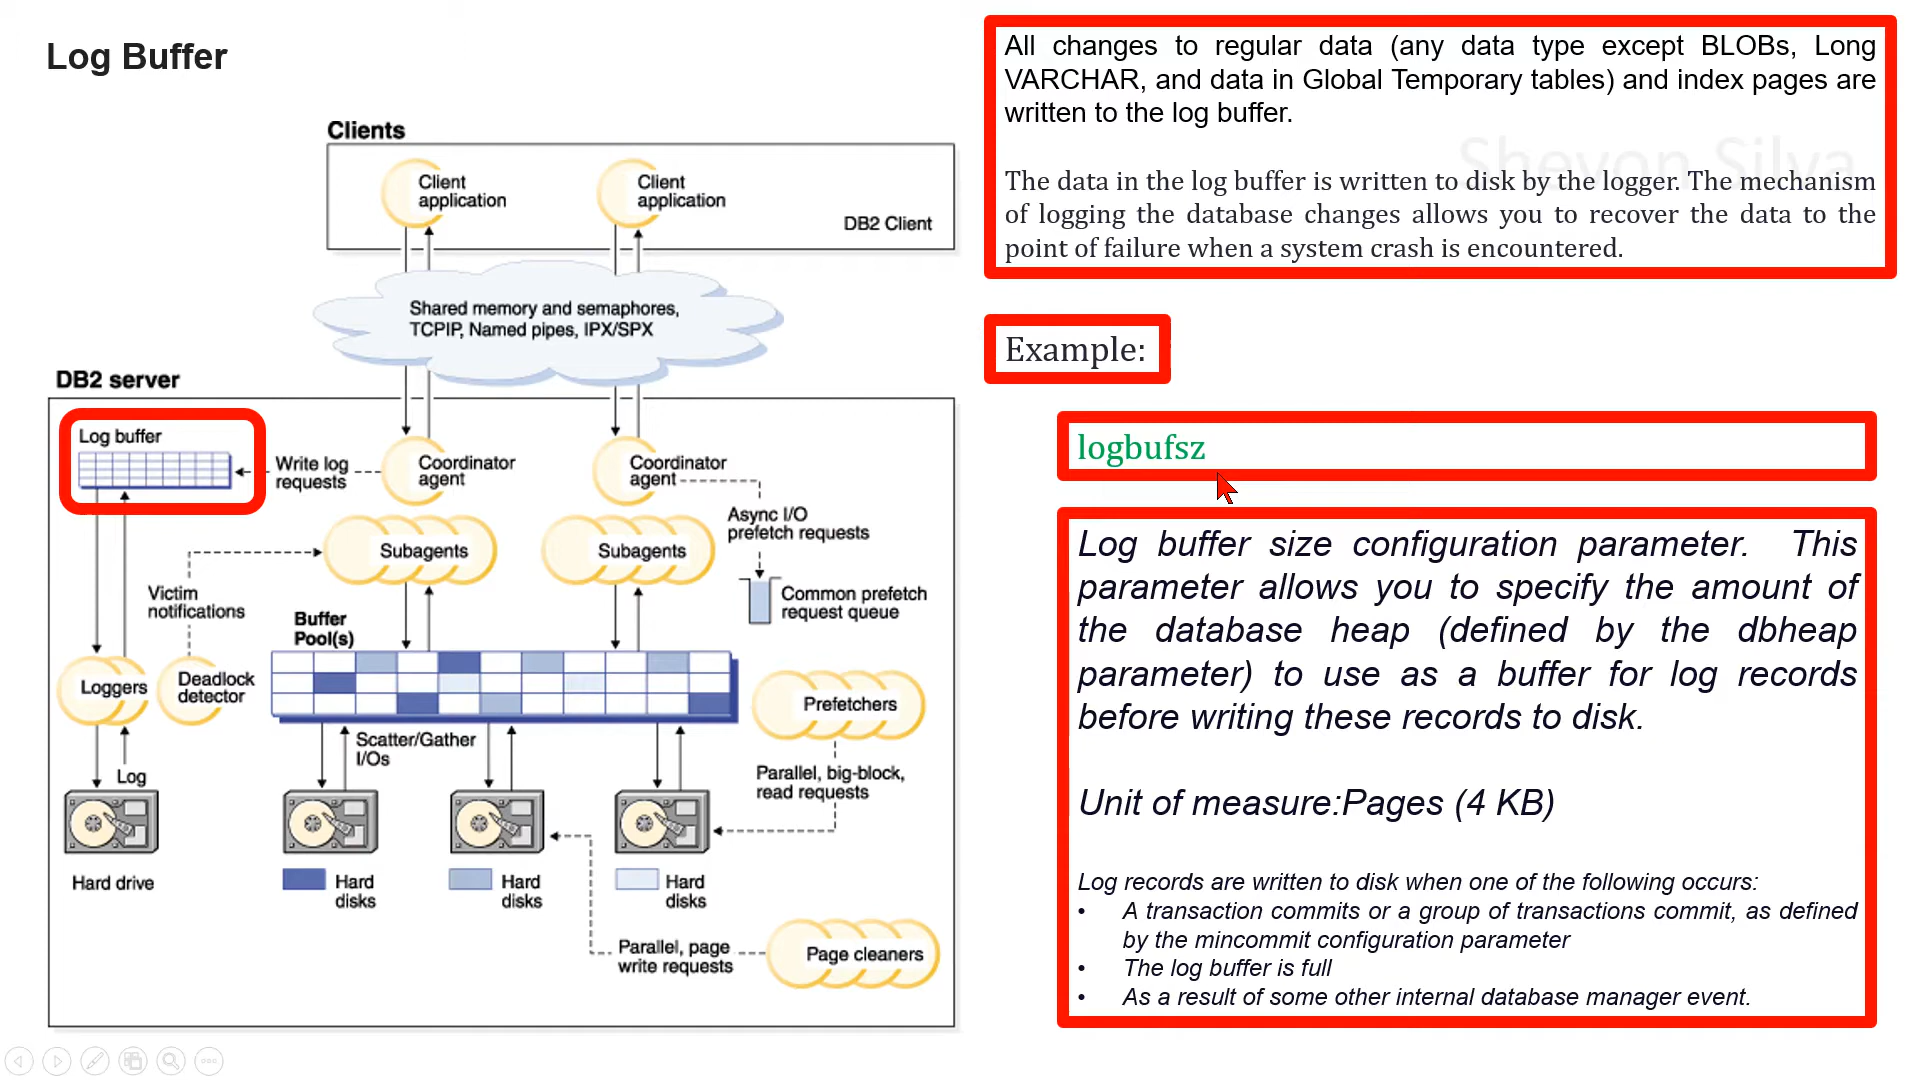 Log Buffer
Clients
Client
application
Client
application
DB2 Client
Shared memory and semaphores,
TCPIP, Named pipes, IPX/SPX
DB2 server
Log buffer
Write log
requests
Coordinator
agent
Coordinator
agent
Async I/O
prefetch requests
Subagents
Subagents
Victim
notifications
Common prefetch
request queue
Buffer
Pool(s)
Loggers
Deadlock
detector
Prefetchers
Scatter/Gather
I/Os
Log
Parallel, big-block,
read requests
Hard drive
Hard
disks
Hard
disks
Hard
disks
Parallel, page
write requests
Page cleaners
All changes to regular data (any data type except BLOBs, Long
VARCHAR, and data in Global Temporary tables) and index pages are
written to the log buffer.
Shevon Silva
The data in the log buffer is written to disk by the logger. The mechanism
of logging the database changes allows you to recover the data to the
point of failure when a system crash is encountered.
Example:
logbufsz
Log buffer size configuration parameter. This
parameter allows you to specify the amount of
the database heap (defined by the dbheap
parameter) to use as a buffer for log records
before writing these records to disk.
Unit of measure:Pages (4 KB)
Log records are written to disk when one of the following occurs:
• A transaction commits or a group of transactions commit, as defined
by the mincommit configuration parameter
• The log buffer is full
• As a result of some other internal database manager event.